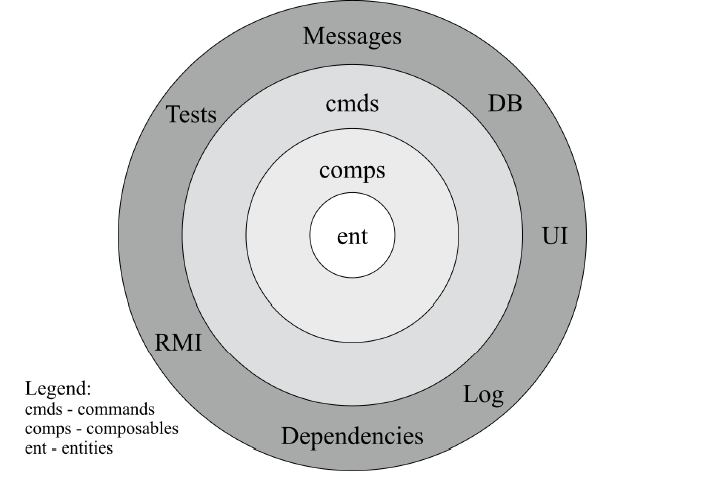 Messages
cmds
DB
Tests
comps
ent
UI
RMI
Log
Dependencies
Legend:
cmds - commands
comps - composables
ent - entities